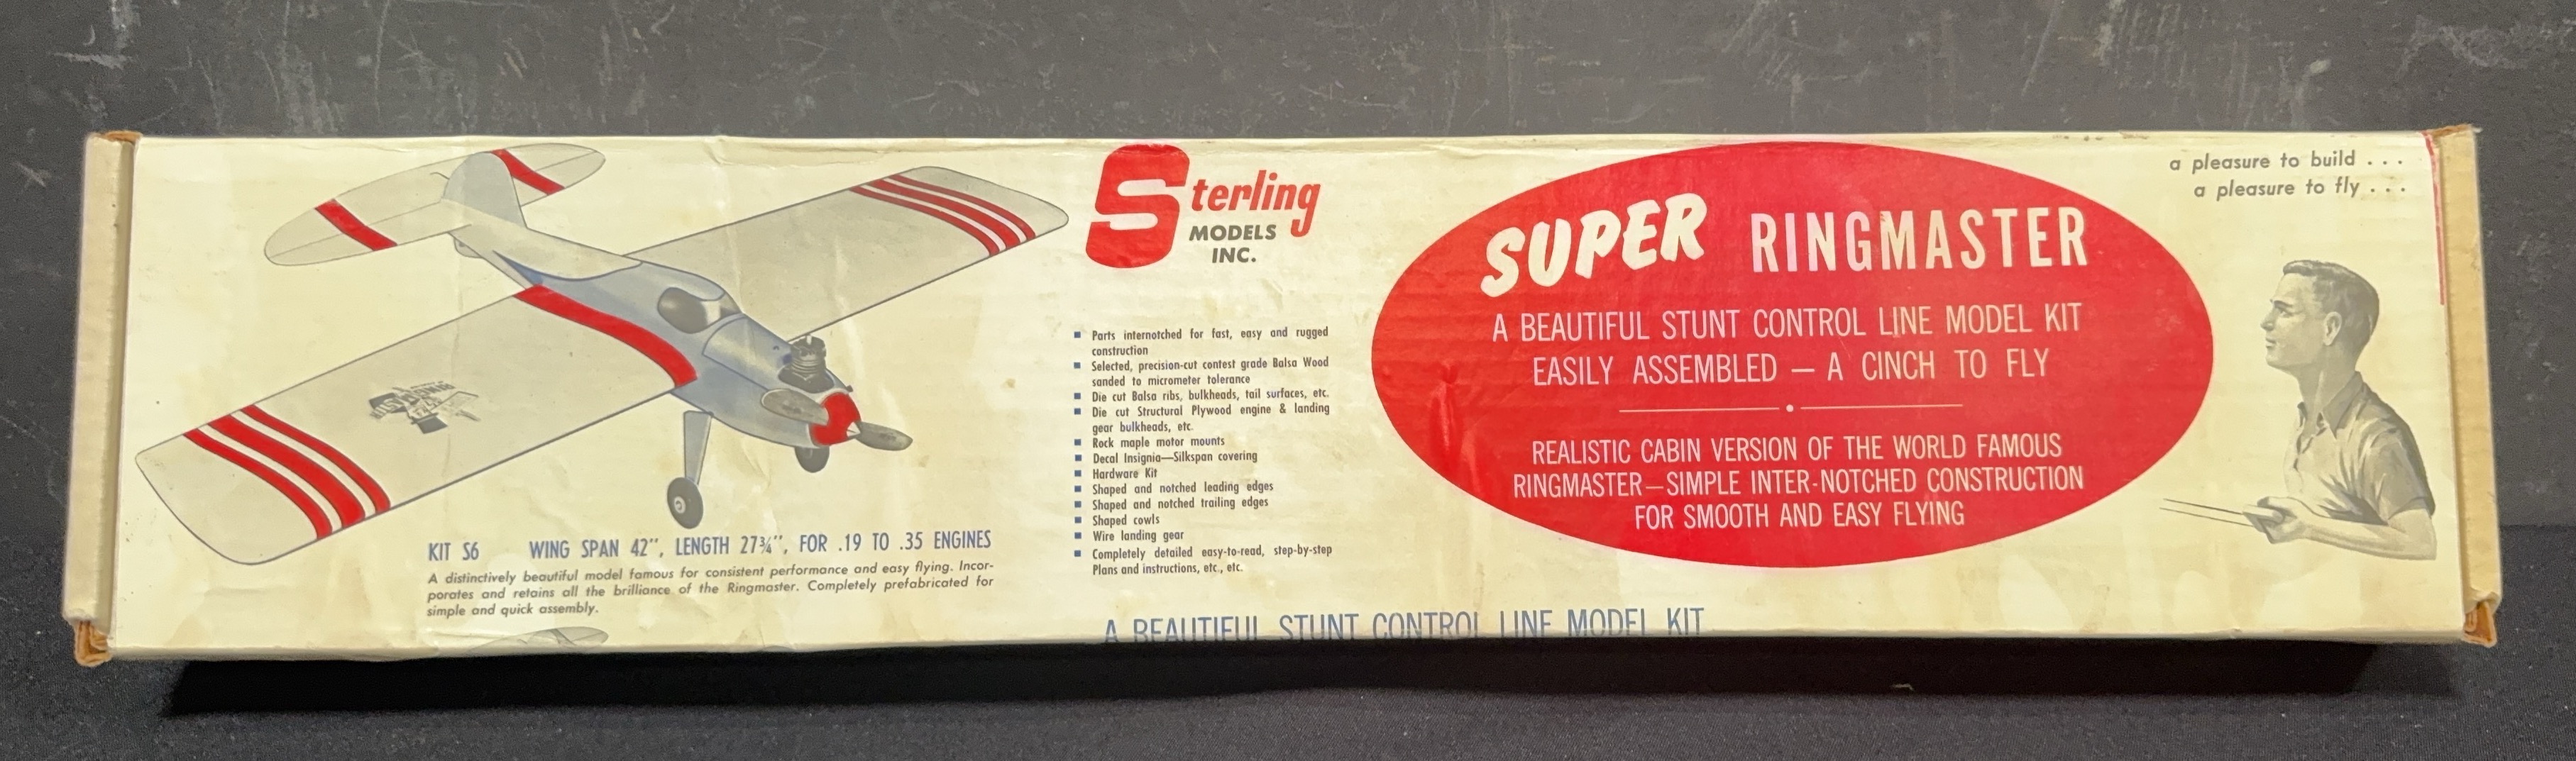 Sterling
MODELS
INC.
SUPER RINGMASTER
A BEAUTIFUL STUNT CONTROL LINE MODEL KIT
EASILY ASSEMBLED — A CINCH TO FLY
REALISTIC CABIN VERSION OF THE WORLD FAMOUS
RINGMASTER—SIMPLE INTER-NOTCHED CONSTRUCTION
FOR SMOOTH AND EASY FLYING
a pleasure to build . . .
a pleasure to fly . . .
■ Parts internotched for fast, easy and rugged
construction
■ Selected, precision-cut contest grade Balsa Wood
sanded to micrometer tolerance
■ Die cut Balsa ribs, bulkheads, tail surfaces, etc.
■ Die cut Structural Plywood engine & landing
gear bulkheads, etc.
■ Rock maple motor mounts
■ Decal Insignia—Silkspan covering
■ Hardware Kit
■ Shaped and notched leading edges
■ Shaped and notched trailing edges
■ Shaped cowls
■ Wire landing gear
■ Completely detailed easy-to-read, step-by-step
Plans and instructions, etc., etc.
KIT S6 WING SPAN 42", LENGTH 27¾", FOR .19 TO .35 ENGINES
A distinctively beautiful model famous for consistent performance and easy flying. Incor-
porates and retains all the brilliance of the Ringmaster. Completely prefabricated for
simple and quick assembly.
A BEAUTIFUL STUNT CONTROL LINE MODEL KIT